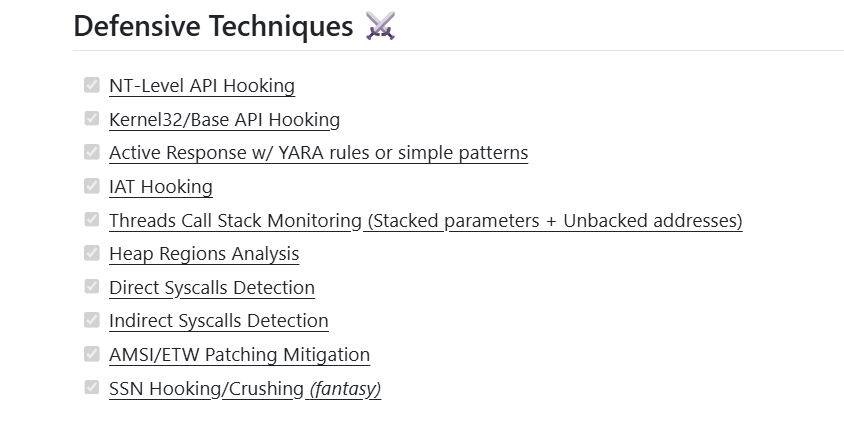 Defensive Techniques ⚔️
NT-Level API Hooking
Kernel32/Base API Hooking
Active Response w/ YARA rules or simple patterns
IAT Hooking
Threads Call Stack Monitoring (Stacked parameters + Unbacked addresses)
Heap Regions Analysis
Direct Syscalls Detection
Indirect Syscalls Detection
AMSI/ETW Patching Mitigation
SSN Hooking/Crushing (fantasy)